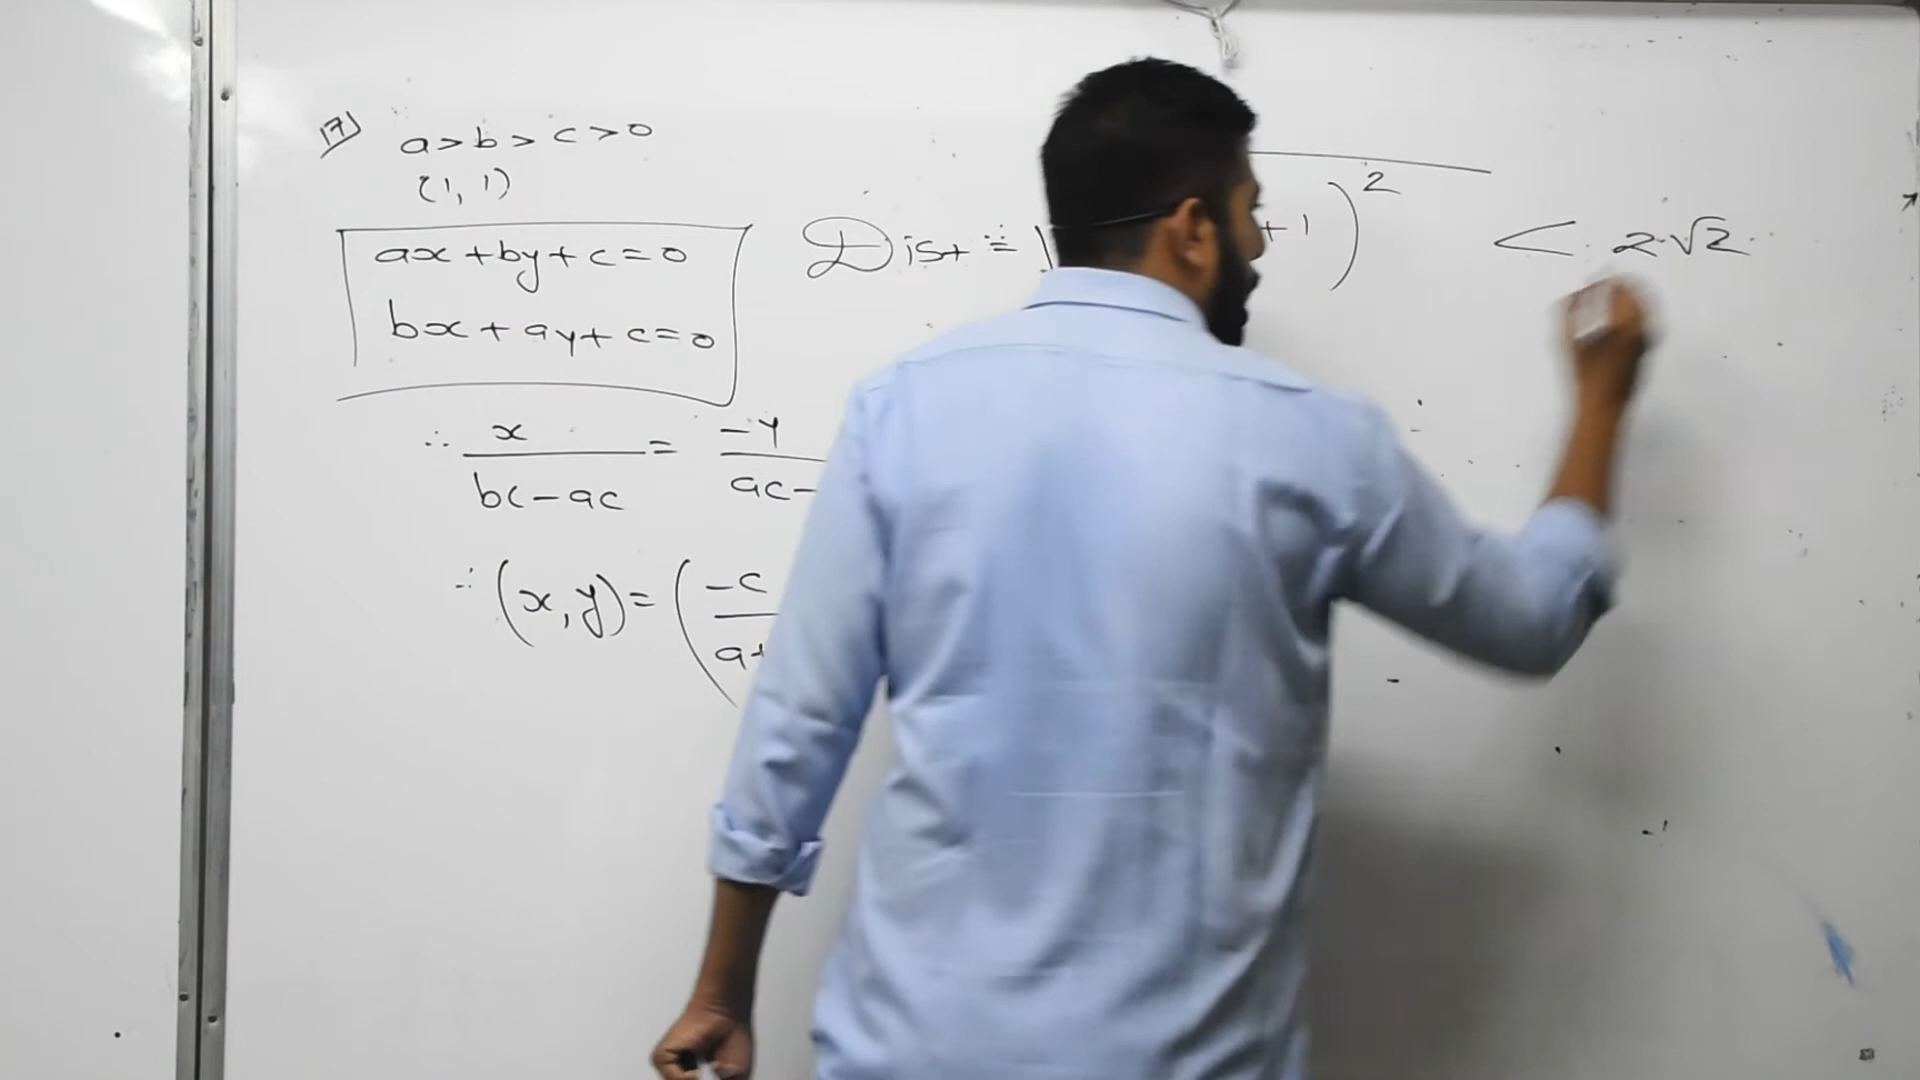 17)
a > b > c > 0
(1, 1)
ax + by + c = 0
bx + ay + c = 0
∴ x / bc - ac = -y / ac -
∴ (x, y) = ( -c / a+
Dist = √ +1 )² < 2√2